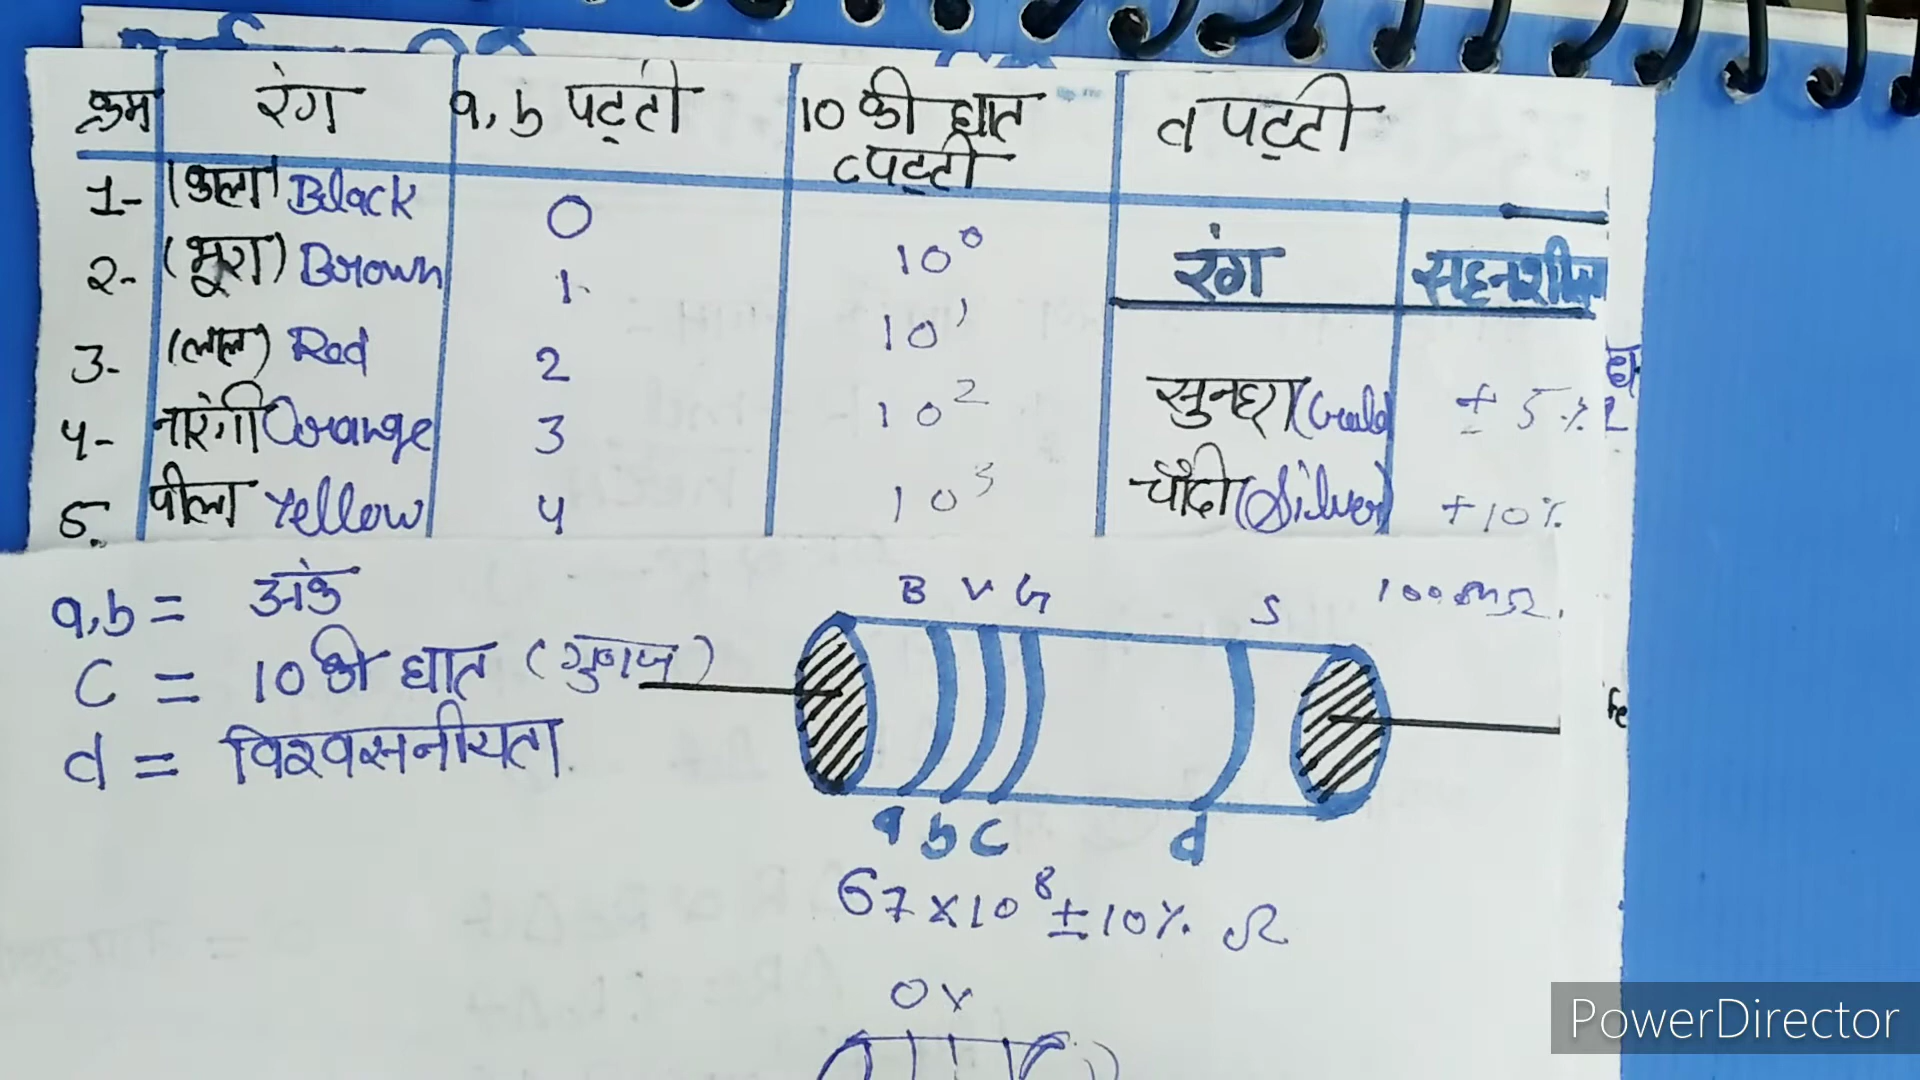 क्रम रंग a, b पट्टी 10 की घात c पट्टी d पट्टी
1- (काला) Black 0 10⁰
रंग सहनशील
2- (भूरा) Brown 1 10¹
3- (लाल) Red 2 10²
सुनहरा (Gold) ± 5%
4- नारंगी Orange 3 10³
चाँदी (Silver) ±10%
5. पीला Yellow 4
a,b = अंक
c = 10 की घात (गुणज)
d = विश्वसनीयता
B V G S
a b c d
67×10⁸ ±10% Ω
O Y
PowerDirector